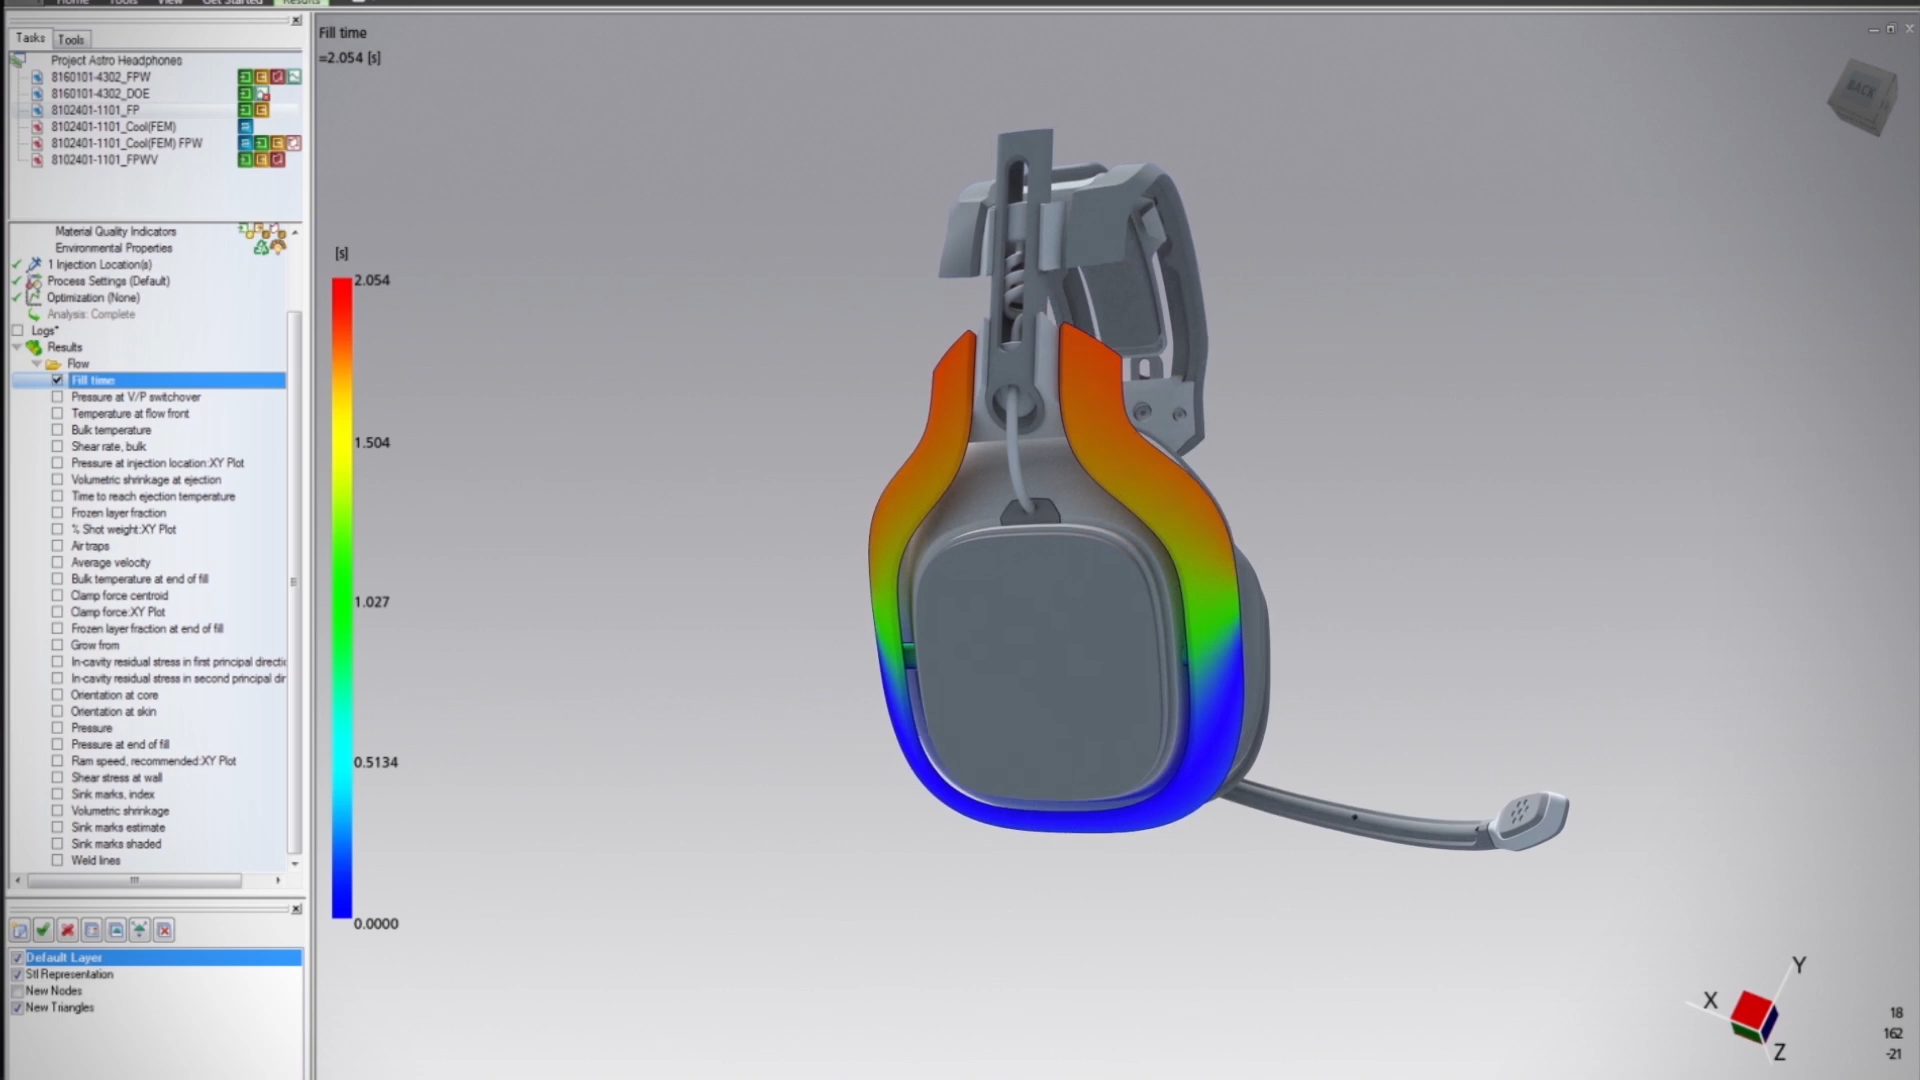 Home Tools View Get Started Results
Tasks Tools
Project Astro Headphones
8160101-4302_FPW
8160101-4302_DOE
8102401-1101_FP
8102401-1101_Cool(FEM)
8102401-1101_Cool(FEM) FPW
8102401-1101_FPWV
Material Quality Indicators
Environmental Properties
1 Injection Location(s)
Process Settings (Default)
Optimization (None)
Analysis: Complete
Logs*
Results
Flow
Fill time
Pressure at V/P switchover
Temperature at flow front
Bulk temperature
Shear rate, bulk
Pressure at injection location:XY Plot
Volumetric shrinkage at ejection
Time to reach ejection temperature
Frozen layer fraction
% Shot weight:XY Plot
Air traps
Average velocity
Bulk temperature at end of fill
Clamp force centroid
Clamp force:XY Plot
Frozen layer fraction at end of fill
Grow from
In-cavity residual stress in first principal directio
In-cavity residual stress in second principal dir
Orientation at core
Orientation at skin
Pressure
Pressure at end of fill
Ram speed, recommended:XY Plot
Shear stress at wall
Sink marks, index
Volumetric shrinkage
Sink marks estimate
Sink marks shaded
Weld lines
Default Layer
Stl Representation
New Nodes
New Triangles
Fill time
=2.054 [s]
[s]
2.054
1.504
1.027
0.5134
0.0000
BACK
Y
X
Z
18
162
-21